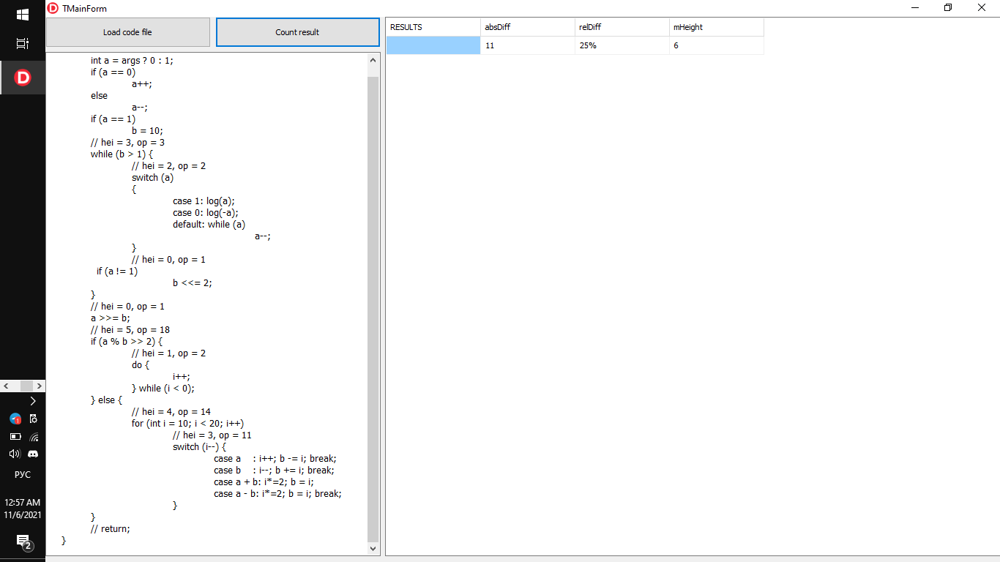 TMainForm
Load code file
Count result
int a = args ? 0 : 1;
if (a == 0)
a++;
else
a--;
if (a == 1)
b = 10;
// hei = 3, op = 3
while (b > 1) {
// hei = 2, op = 2
switch (a)
{
case 1: log(a);
case 0: log(-a);
default: while (a)
a--;
}
// hei = 0, op = 1
if (a != 1)
b <<= 2;
}
// hei = 0, op = 1
a >>= b;
// hei = 5, op = 18
if (a % b >> 2) {
// hei = 1, op = 2
do {
i++;
} while (i < 0);
} else {
// hei = 4, op = 14
for (int i = 10; i < 20; i++)
// hei = 3, op = 11
switch (i--) {
case a : i++; b -= i; break;
case b : i--; b += i; break;
case a + b: i*=2; b = i;
case a - b: i*=2; b = i; break;
}
}
// return;
}
RESULTS absDiff relDiff mHeight
11 25% 6
D
D
1
РУС
12:57 AM
11/6/2021
2